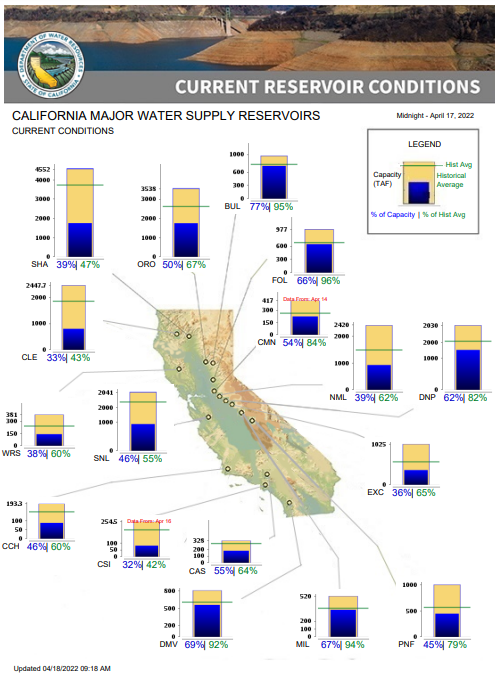 DEPARTMENT OF WATER RESOURCES
STATE OF CALIFORNIA
CURRENT RESERVOIR CONDITIONS
CALIFORNIA MAJOR WATER SUPPLY RESERVOIRS
Midnight - April 17, 2022
CURRENT CONDITIONS
LEGEND
Capacity
(TAF)
Hist Avg
Historical
Average
% of Capacity | % of Hist Avg
4552
4000
3000
2000
1000
0
SHA 39%| 47%
3538
3000
2000
1000
0
ORO 50%| 67%
1000
600
300
0
BUL 77%| 95%
977
600
400
200
0
FOL 66%| 96%
2447.7
2000
1000
0
CLE 33%| 43%
Data From: Apr 14
417
300
150
0
CMN 54%| 84%
2420
2000
1000
0
NML 39%| 62%
2030
2000
1000
0
DNP 62%| 82%
381
300
150
0
WRS 38%| 60%
2041
2000
1000
0
SNL 46%| 55%
1025
0
EXC 36%| 65%
193.3
100
50
0
CCH 46%| 60%
Data From: Apr 16
254.5
100
50
0
CSI 32%| 42%
325
200
100
0
CAS 55%| 64%
800
600
400
200
0
DMV 69%| 92%
520
200
100
0
MIL 67%| 94%
1000
500
0
PNF 45%| 79%
Updated 04/18/2022 09:18 AM